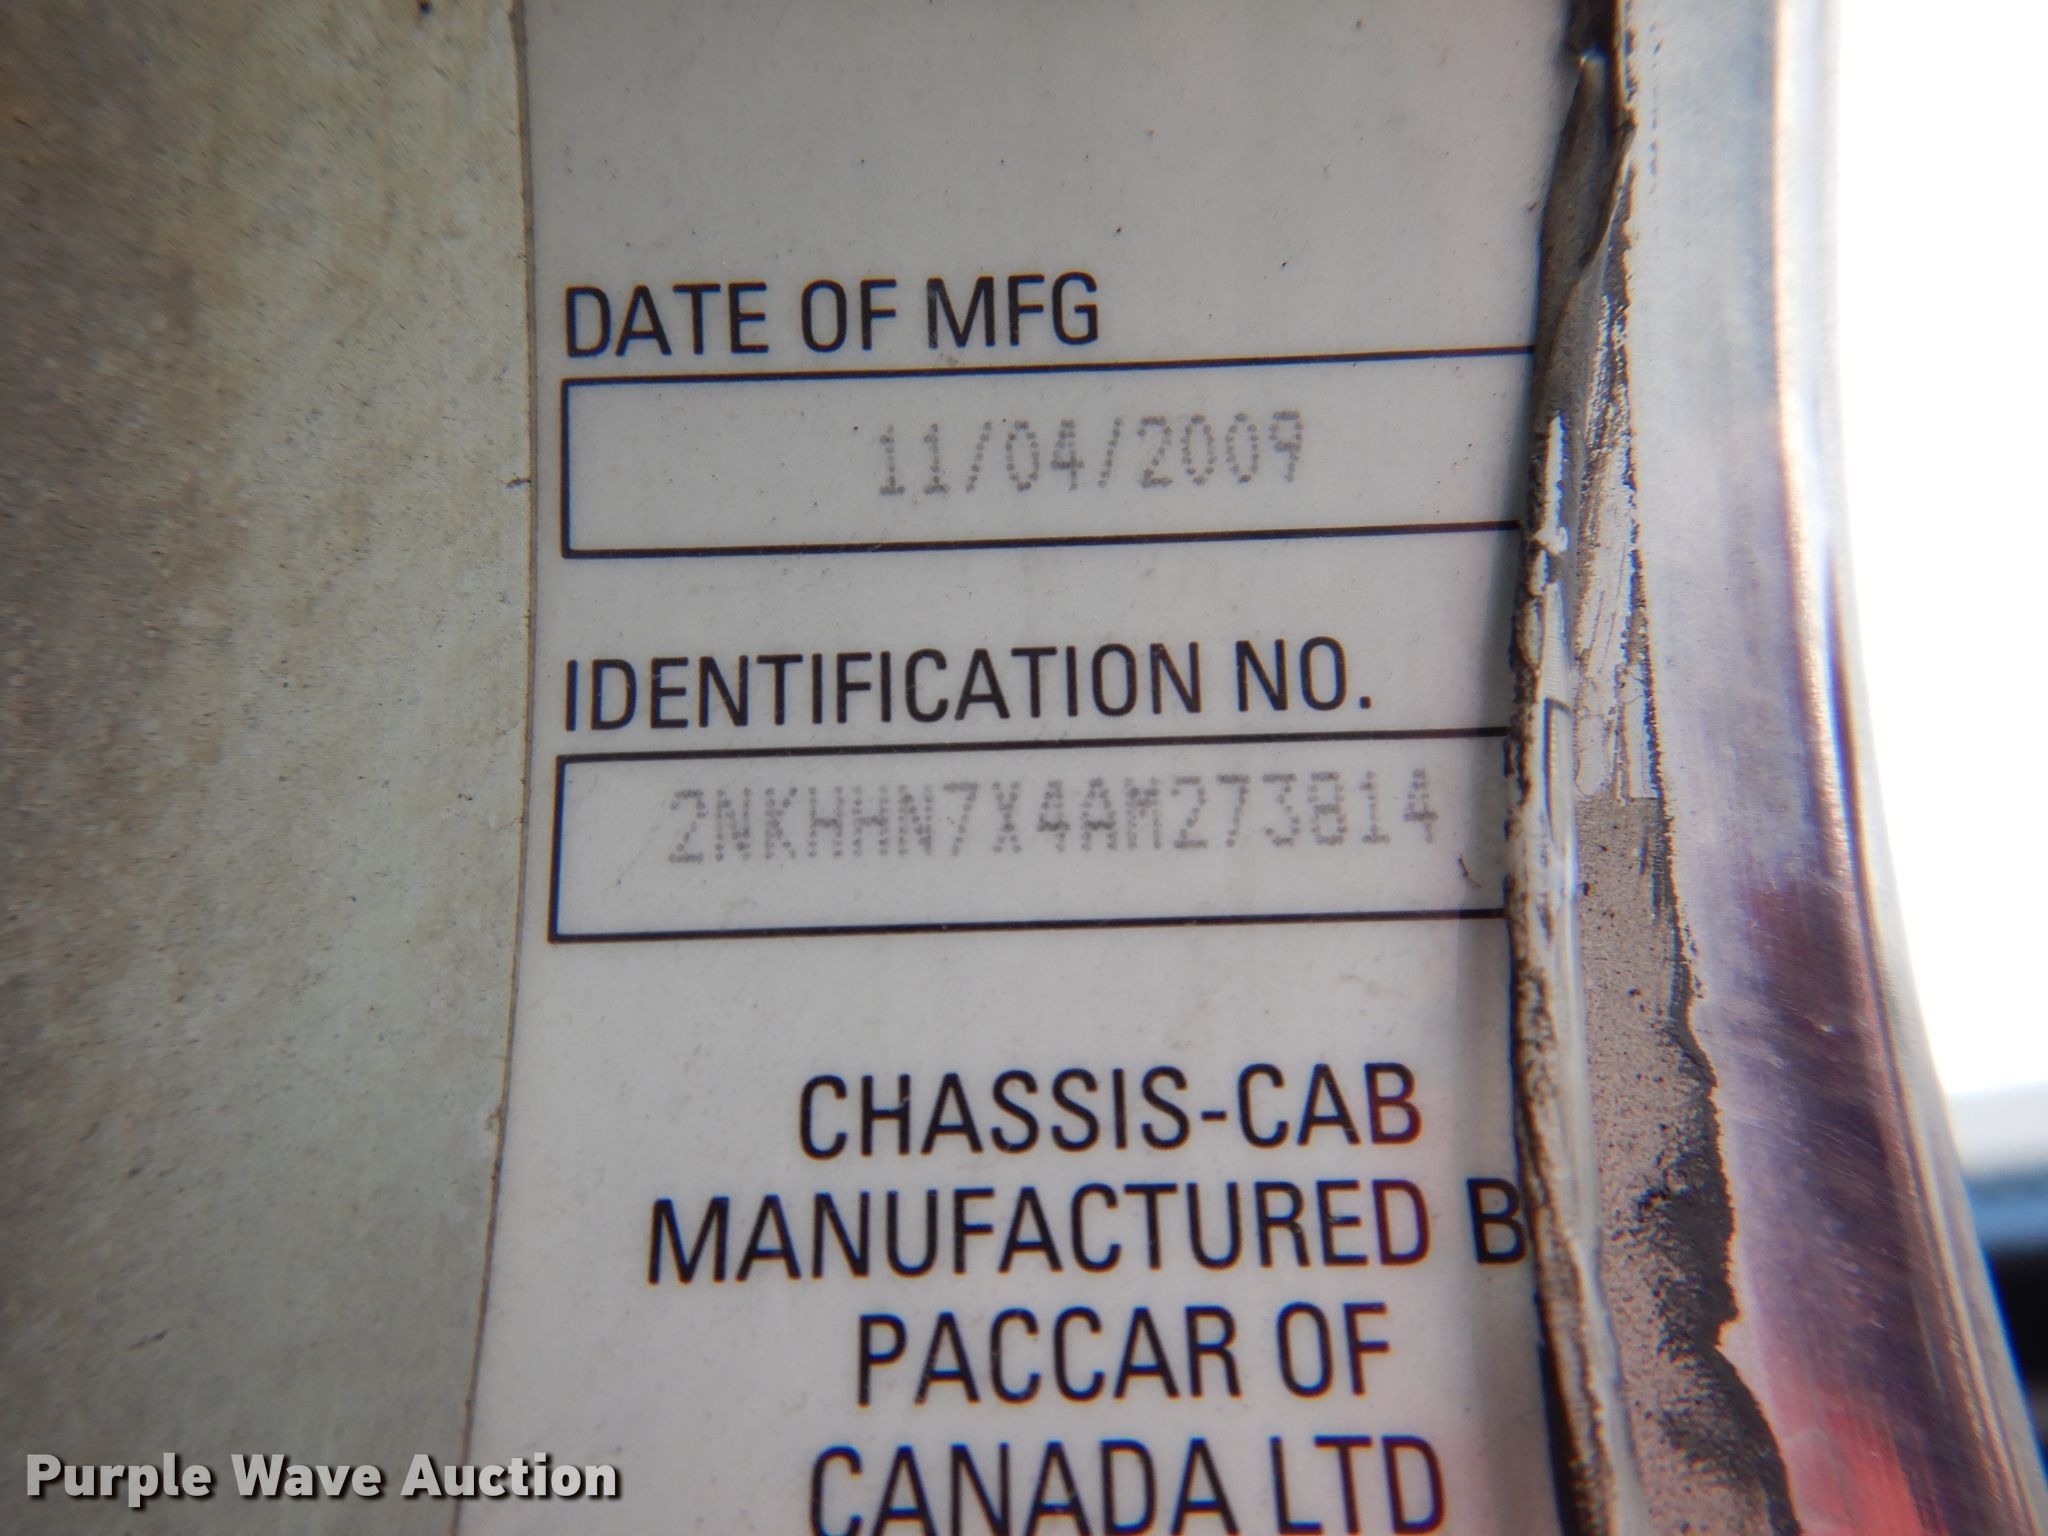 DATE OF MFG
11/04/2009
IDENTIFICATION NO.
2NKHHN7X4AM273814
CHASSIS-CAB
MANUFACTURED B
PACCAR OF
CANADA LTD
Purple Wave Auction